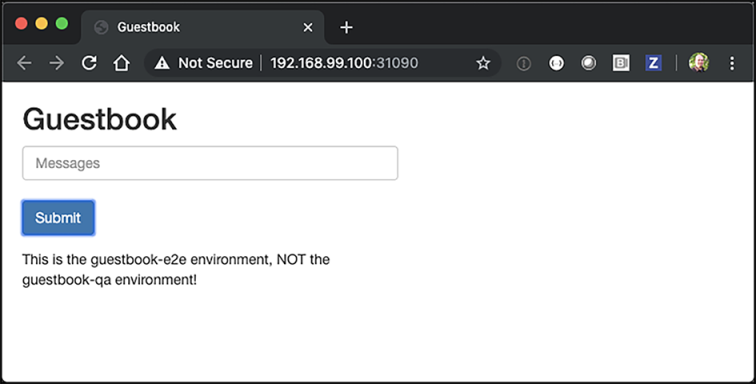 Guestbook
Not Secure 192.168.99.100:31090
Guestbook
Messages
Submit
This is the guestbook-e2e environment, NOT the
guestbook-qa environment!